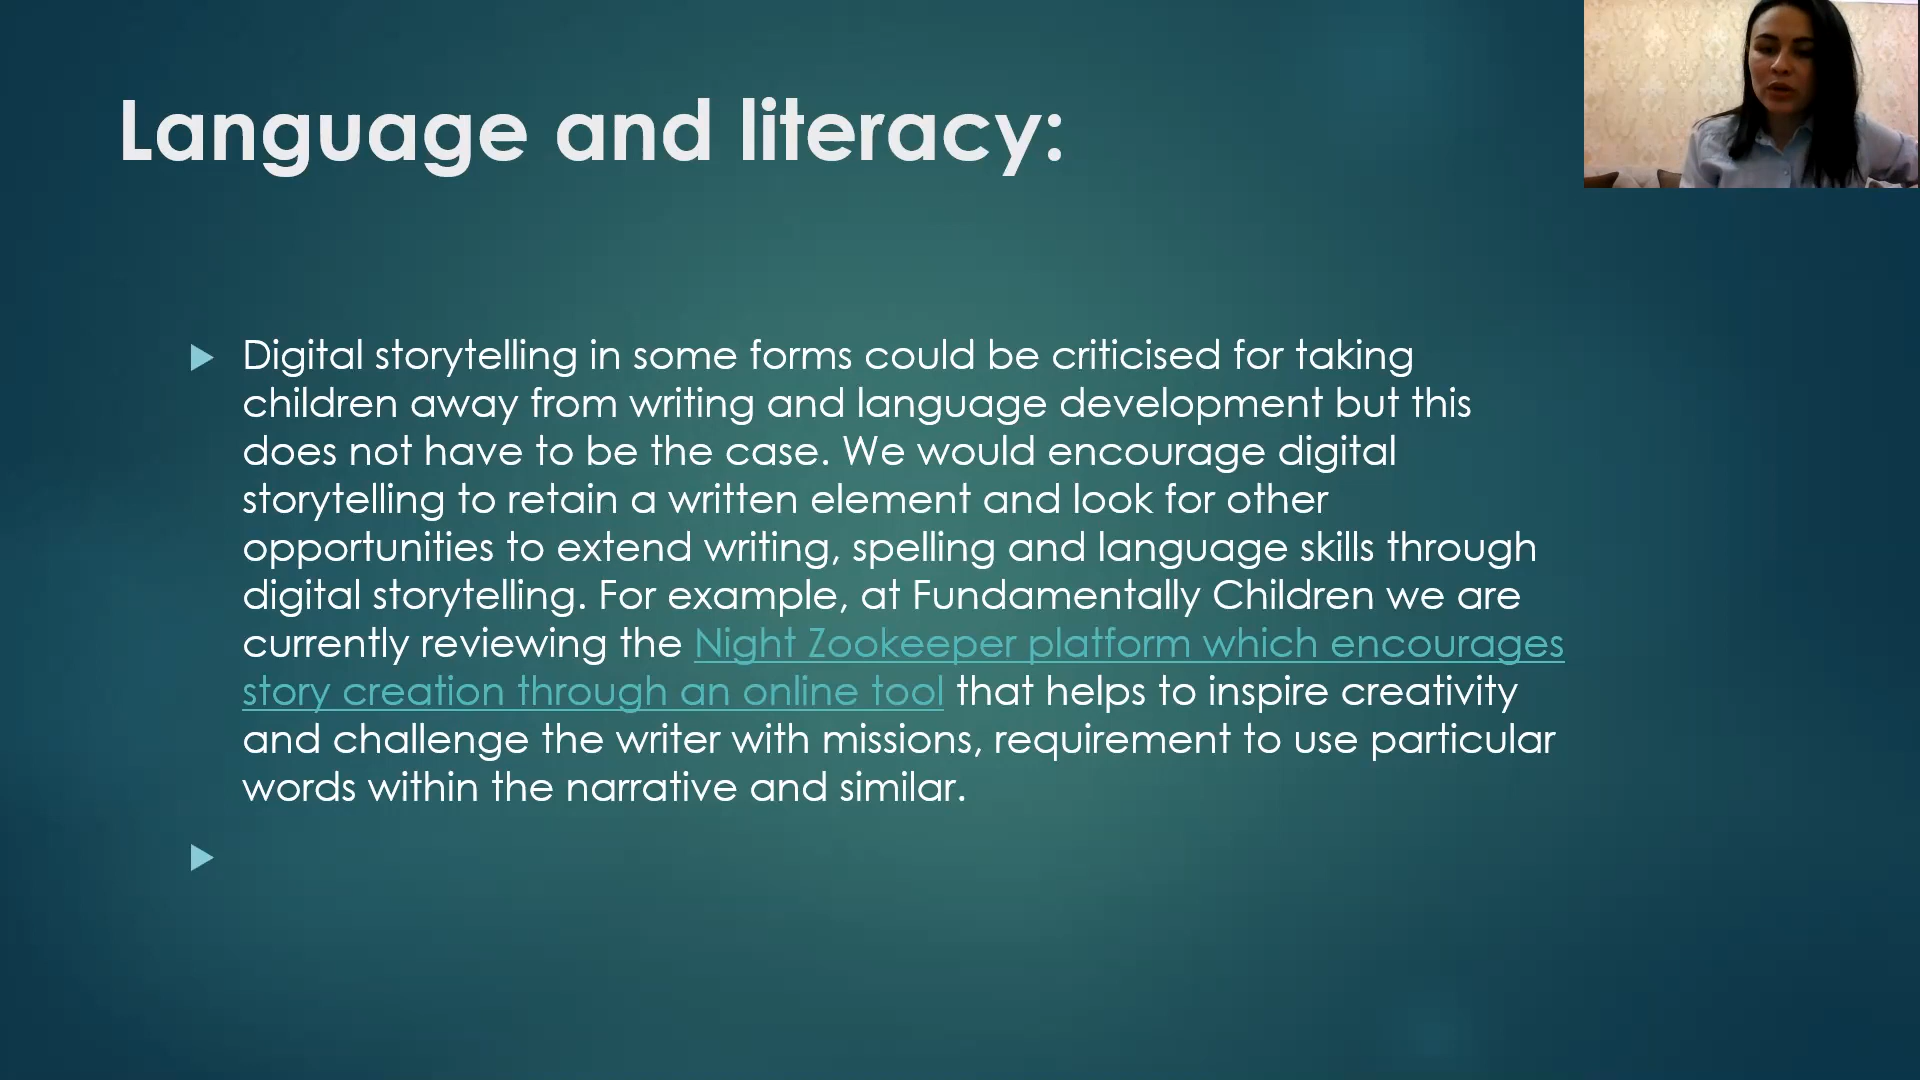 Language and literacy:
Digital storytelling in some forms could be criticised for taking
children away from writing and language development but this
does not have to be the case. We would encourage digital
storytelling to retain a written element and look for other
opportunities to extend writing, spelling and language skills through
digital storytelling. For example, at Fundamentally Children we are
currently reviewing the Night Zookeeper platform which encourages
story creation through an online tool that helps to inspire creativity
and challenge the writer with missions, requirement to use particular
words within the narrative and similar.